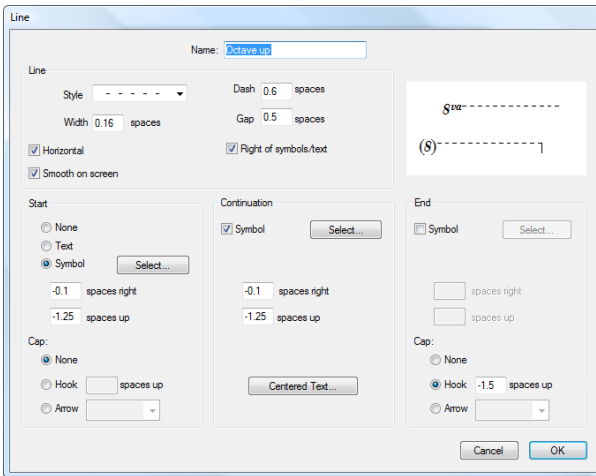 Line
Name: Octave up
Line
Style
Dash 0.6 spaces
Width 0.16 spaces
Gap 0.5 spaces
Horizontal
Right of symbols/text
Smooth on screen
8va
(8)
Start
None
Text
Symbol Select...
-0.1 spaces right
-1.25 spaces up
Cap:
None
Hook spaces up
Arrow
Continuation
Symbol Select...
-0.1 spaces right
-1.25 spaces up
Centered Text...
End
Symbol Select...
spaces right
spaces up
Cap:
None
Hook -1.5 spaces up
Arrow
Cancel OK